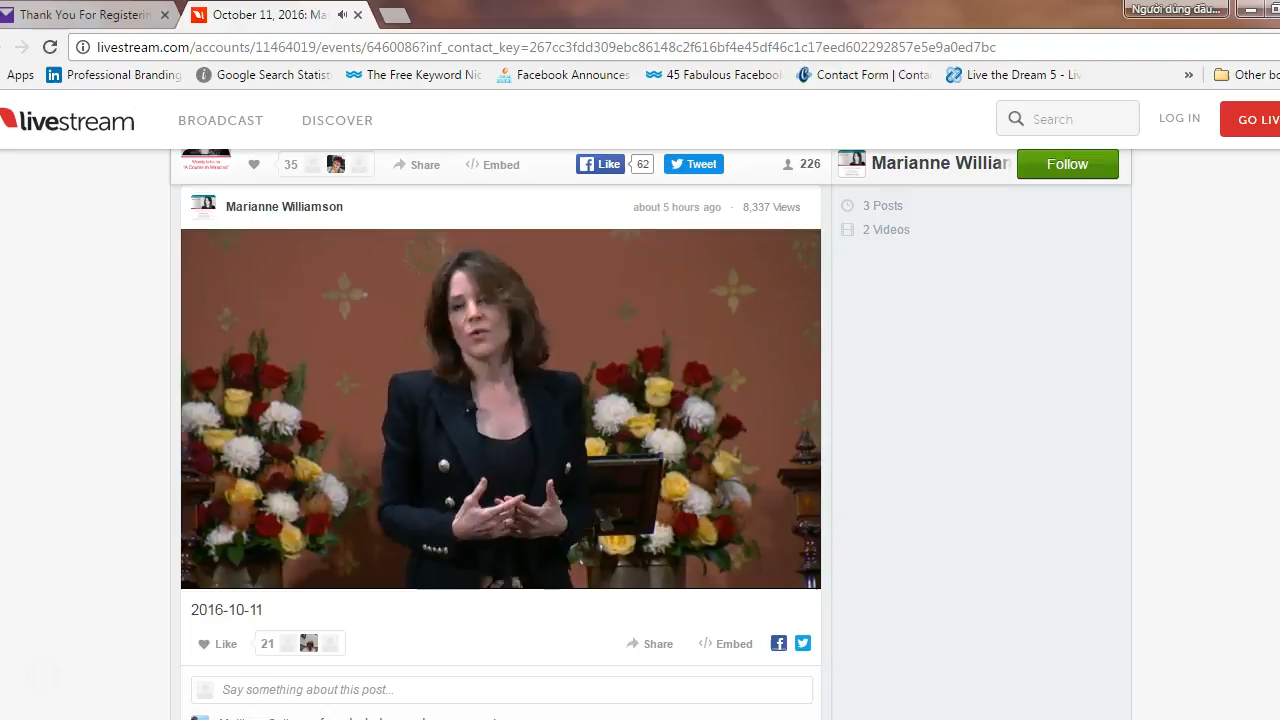 Thank You For Registerin
October 11, 2016: Ma
Người dùng đầu...
livestream.com/accounts/11464019/events/6460086?inf_contact_key=267cc3fdd309ebc86148c2f616f4e45df46c1c17eed602292857e5e9a0ed7bc
Apps Professional Branding Google Search Statist The Free Keyword Nic Facebook Announces 45 Fabulous Facebook Contact Form | Conta Live the Dream 5 - Liv » Other bo
livestream BROADCAST DISCOVER Search LOG IN GO LIV
35 Share Embed Like 62 Tweet 226 Marianne Willian Follow
Marianne Williamson about 5 hours ago · 8,337 Views
3 Posts
2 Videos
2016-10-11
Like 21 Share Embed
Say something about this post...